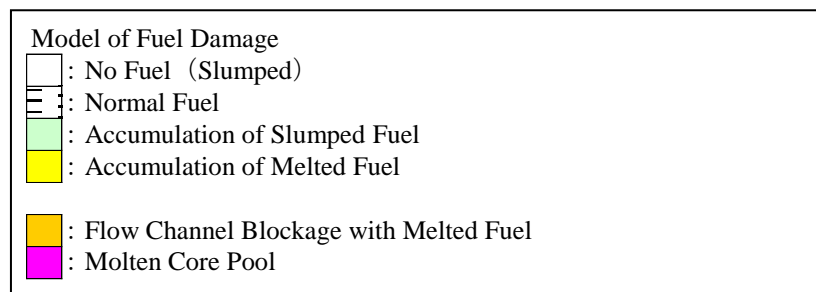 Model of Fuel Damage
: No Fuel（Slumped）
: Normal Fuel
: Accumulation of Slumped Fuel
: Accumulation of Melted Fuel
: Flow Channel Blockage with Melted Fuel
: Molten Core Pool